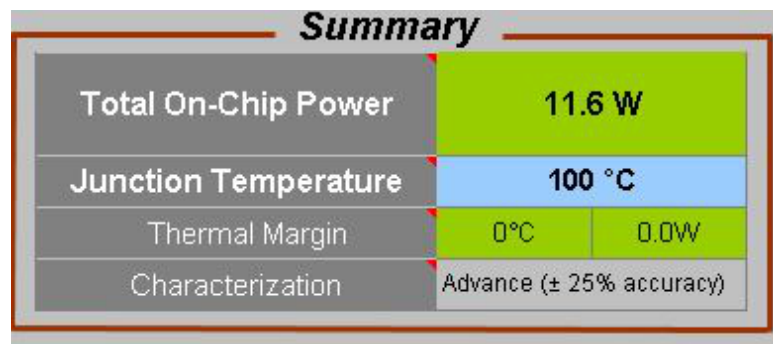 Summary
Total On-Chip Power 11.6 W
Junction Temperature 100 °C
Thermal Margin 0°C 0.0W
Characterization Advance (± 25% accuracy)